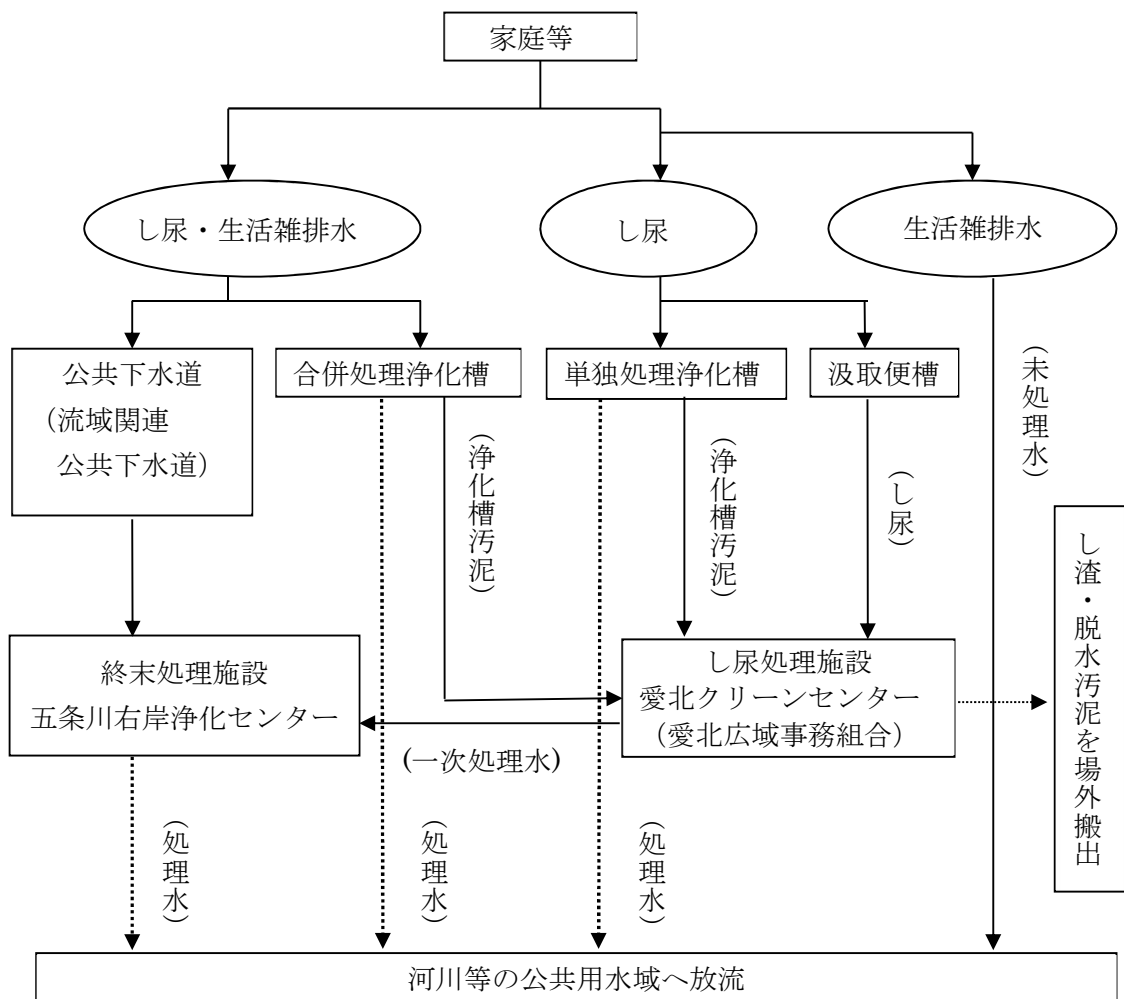 家庭等
し尿・生活雑排水
し尿
生活雑排水
公共下水道
（流域関連
公共下水道）
合併処理浄化槽
単独処理浄化槽
汲取便槽
（未処理水）
（浄化槽汚泥）
（浄化槽汚泥）
（し尿）
し渣・脱水汚泥を場外搬出
終末処理施設
五条川右岸浄化センター
し尿処理施設
愛北クリーンセンター
（愛北広域事務組合）
(一次処理水)
（処理水）
（処理水）
（処理水）
河川等の公共用水域へ放流